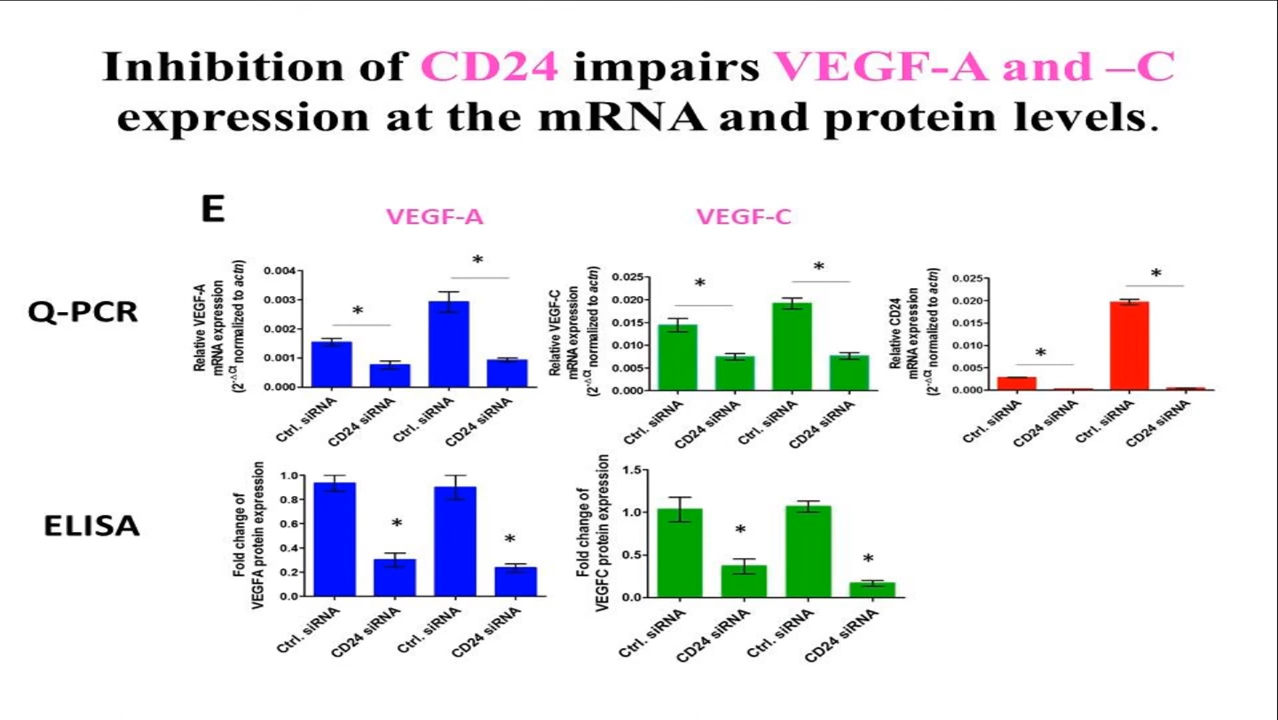 Inhibition of CD24 impairs VEGF-A and –C
expression at the mRNA and protein levels.
E
VEGF-A
VEGF-C
Q-PCR
Relative VEGF-A
mRNA expression
(2-ΔCt normalized to actn)
0.004
0.003
0.002
0.001
0.000
*
*
Ctrl. siRNA
CD24 siRNA
Ctrl. siRNA
CD24 siRNA
Relative VEGF-C
mRNA expression
(2-ΔCt normalized to actn)
0.025
0.020
0.015
0.010
0.005
0.000
*
*
Ctrl. siRNA
CD24 siRNA
Ctrl. siRNA
CD24 siRNA
Relative CD24
mRNA expression
(2-ΔCt normalized to actn)
0.025
0.020
0.015
0.010
0.005
0.000
*
*
Ctrl. siRNA
CD24 siRNA
Ctrl. siRNA
CD24 siRNA
ELISA
Fold change of
VEGFA protein expression
1.0
0.8
0.6
0.4
0.2
0.0
*
*
Ctrl. siRNA
CD24 siRNA
Ctrl. siRNA
CD24 siRNA
Fold change of
VEGFC protein expression
1.5
1.0
0.5
0.0
*
*
Ctrl. siRNA
CD24 siRNA
Ctrl. siRNA
CD24 siRNA